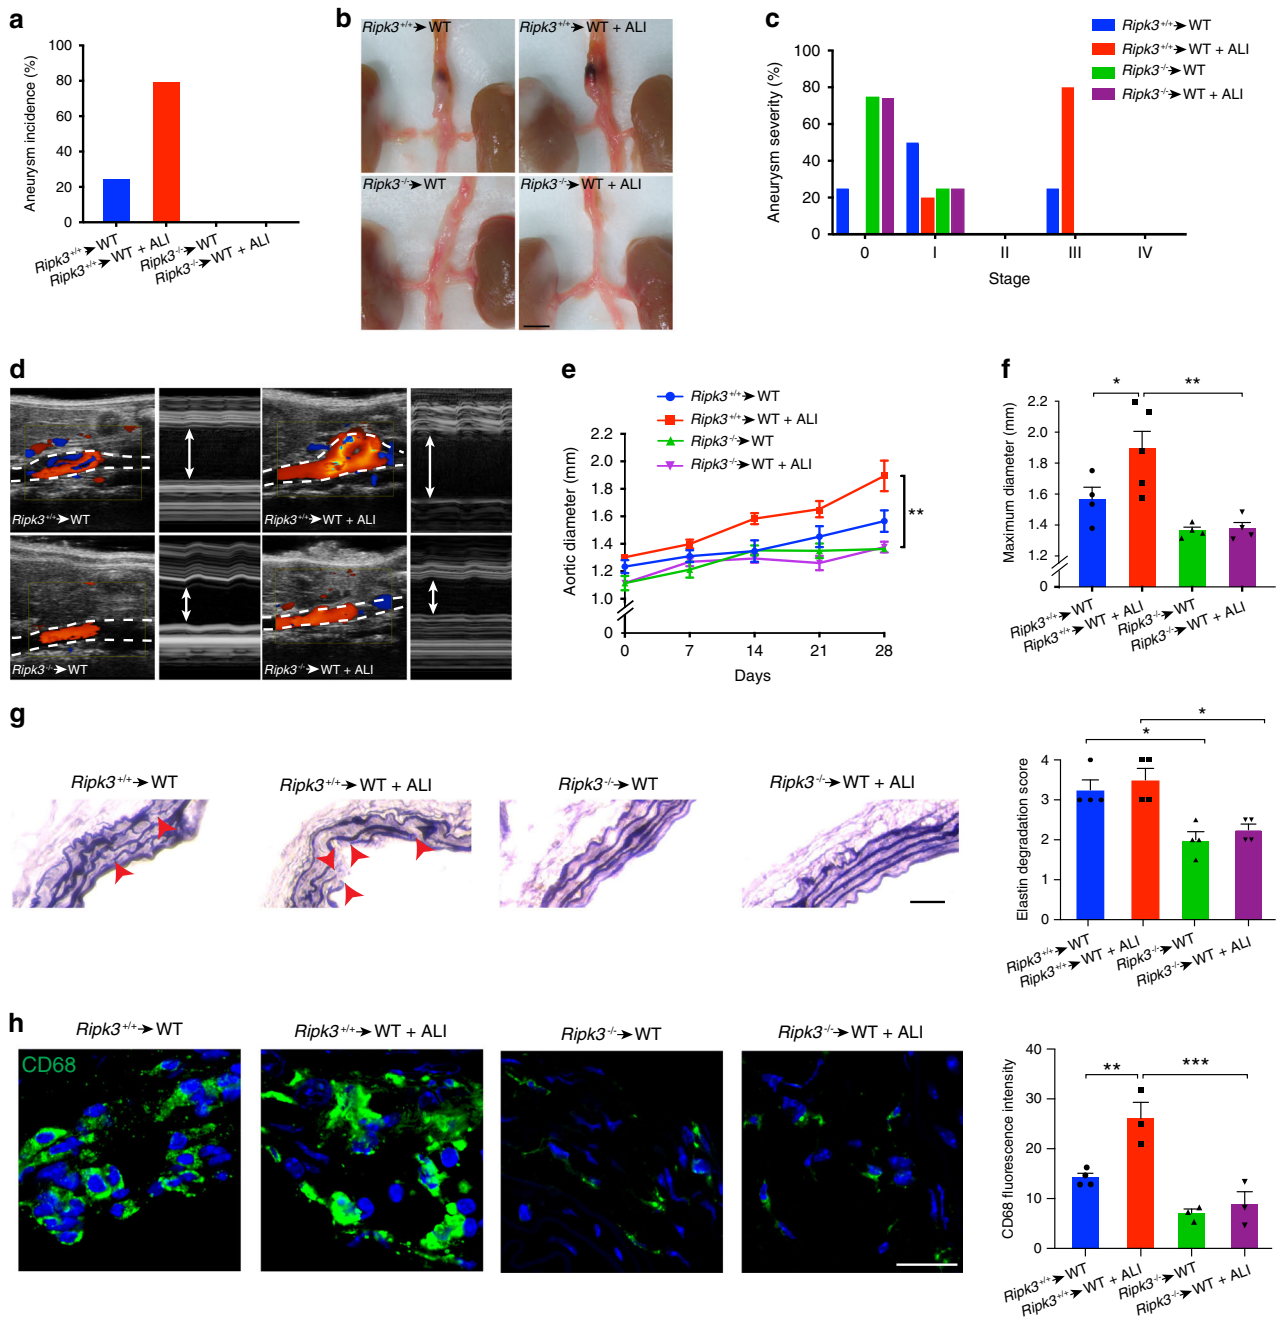 a
Aneurysm incidence (%)
100
80
60
40
20
0
Ripk3+/+→WT
Ripk3+/+→WT + ALI
Ripk3-/-→WT
Ripk3-/-→WT + ALI
b
Ripk3+/+→WT
Ripk3+/+→WT + ALI
Ripk3-/-→WT
Ripk3-/-→WT + ALI
c
Ripk3+/+→WT
Ripk3+/+→WT + ALI
Ripk3-/-→WT
Ripk3-/-→WT + ALI
Aneurysm severity (%)
100
80
60
40
20
0
0 I II III IV
Stage
d
Ripk3+/+→WT
Ripk3+/+→WT + ALI
Ripk3-/-→WT
Ripk3-/-→WT + ALI
e
Ripk3+/+→WT
Ripk3+/+→WT + ALI
Ripk3-/-→WT
Ripk3-/-→WT + ALI
Aortic diameter (mm)
2.2
2.0
1.8
1.6
1.4
1.2
1.0
0
**
0 7 14 21 28
Days
f
* **
Maximum diameter (mm)
2.2
2.0
1.8
1.6
1.4
1.2
0
Ripk3+/+→WT
Ripk3+/+→WT + ALI
Ripk3-/-→WT
Ripk3-/-→WT + ALI
g
Ripk3+/+→WT
Ripk3+/+→WT + ALI
Ripk3-/-→WT
Ripk3-/-→WT + ALI
*
*
Elastin degradation score
4
3
2
1
0
Ripk3+/+→WT
Ripk3+/+→WT + ALI
Ripk3-/-→WT
Ripk3-/-→WT + ALI
h
Ripk3+/+→WT
Ripk3+/+→WT + ALI
Ripk3-/-→WT
Ripk3-/-→WT + ALI
CD68
** ***
CD68 fluorescence intensity
40
30
20
10
0
Ripk3+/+→WT
Ripk3+/+→WT + ALI
Ripk3-/-→WT
Ripk3-/-→WT + ALI